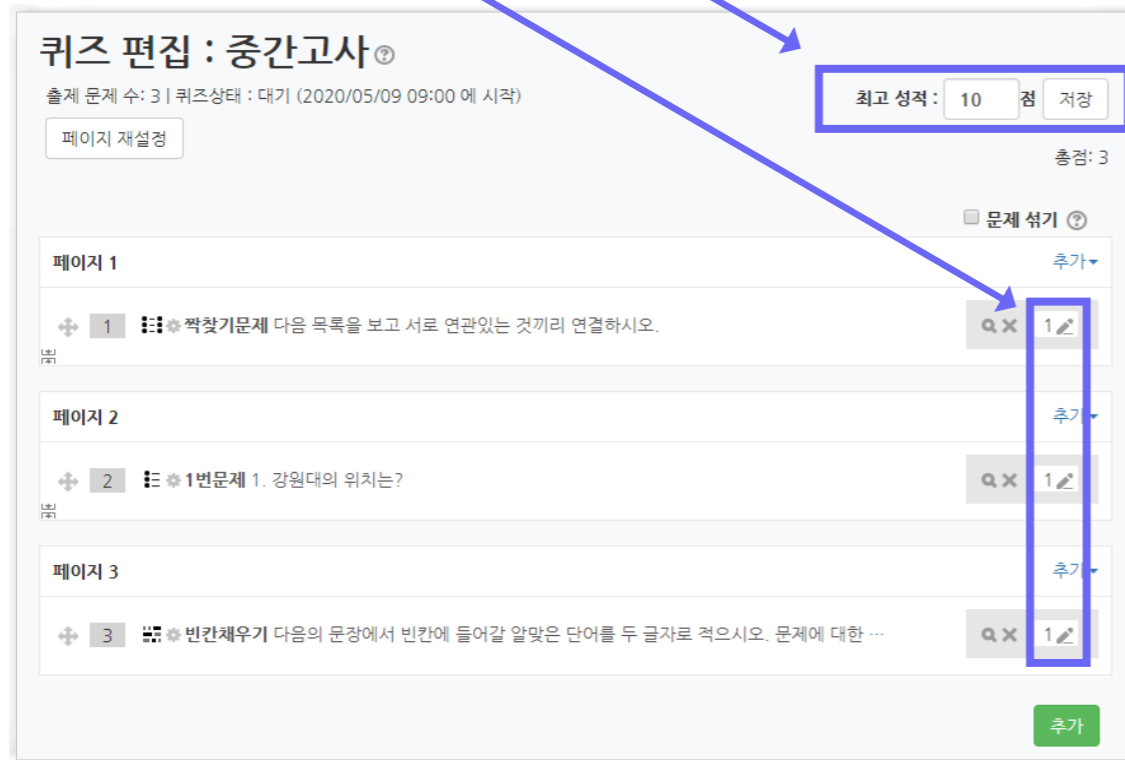 퀴즈 편집 : 중간고사
출제 문제 수: 3 | 퀴즈상태 : 대기 (2020/05/09 09:00 에 시작)
최고 성적 : 10 점 저장
페이지 재설정
총점: 3
문제 섞기
페이지 1 추가
1 짝찾기문제 다음 목록을 보고 서로 연관있는 것끼리 연결하시오. 1
페이지 2 추가
2 1번문제 1. 강원대의 위치는? 1
페이지 3 추가
3 빈칸채우기 다음의 문장에서 빈칸에 들어갈 알맞은 단어를 두 글자로 적으시오. 문제에 대한 ··· 1
추가